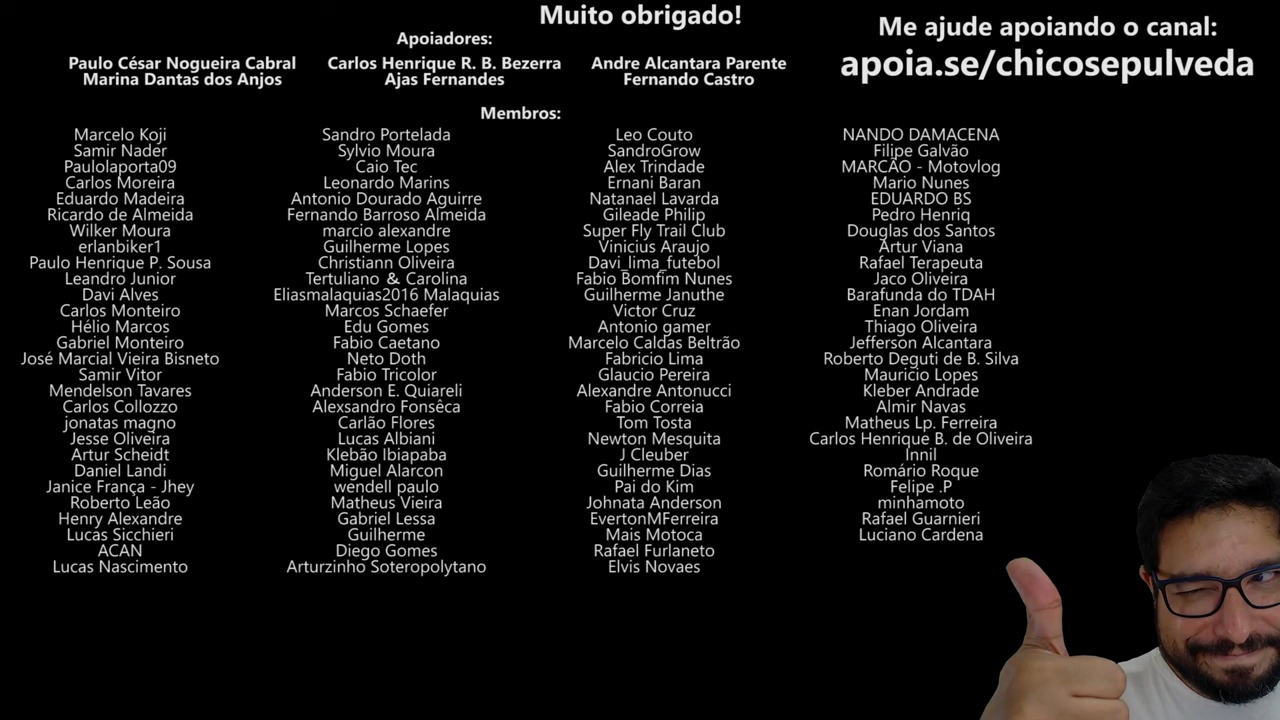 Muito obrigado!
Apoiadores:
Paulo César Nogueira Cabral
Marina Dantas dos Anjos
Carlos Henrique R. B. Bezerra
Ajas Fernandes
Andre Alcantara Parente
Fernando Castro
Me ajude apoiando o canal:
apoia.se/chicosepulveda
Membros:
Marcelo Koji
Samir Nader
Paulolaporta09
Carlos Moreira
Eduardo Madeira
Ricardo de Almeida
Wilker Moura
erlanbiker1
Paulo Henrique P. Sousa
Leandro Junior
Davi Alves
Carlos Monteiro
Hélio Marcos
Gabriel Monteiro
José Marcial Vieira Bisneto
Samir Vitor
Mendelson Tavares
Carlos Collozzo
jonatas magno
Jesse Oliveira
Artur Scheidt
Daniel Landi
Janice França - Jhey
Roberto Leão
Henry Alexandre
Lucas Sicchieri
ACAN
Lucas Nascimento
Sandro Portelada
Sylvio Moura
Caio Tec
Leonardo Marins
Antonio Dourado Aguirre
Fernando Barroso Almeida
marcio alexandre
Guilherme Lopes
Christiann Oliveira
Tertuliano & Carolina
Eliasmalaquias2016 Malaquias
Marcos Schaefer
Edu Gomes
Fabio Caetano
Neto Doth
Fabio Tricolor
Anderson E. Quiareli
Alexsandro Fonsêca
Carlão Flores
Lucas Albiani
Klebão Ibiapaba
Miguel Alarcon
wendell paulo
Matheus Vieira
Gabriel Lessa
Guilherme
Diego Gomes
Arturzinho Soteropolytano
Leo Couto
SandroGrow
Alex Trindade
Ernani Baran
Natanael Lavarda
Gileade Philip
Super Fly Trail Club
Vinicius Araujo
Davi_lima_futebol
Fabio Bomfim Nunes
Guilherme Januthe
Victor Cruz
Antonio gamer
Marcelo Caldas Beltrão
Fabricio Lima
Glaucio Pereira
Alexandre Antonucci
Fabio Correia
Tom Tosta
Newton Mesquita
J Cleuber
Guilherme Dias
Pai do Kim
Johnata Anderson
EvertonMFerreira
Mais Motoca
Rafael Furlaneto
Elvis Novaes
NANDO DAMACENA
Filipe Galvão
MARCÃO - Motovlog
Mario Nunes
EDUARDO BS
Pedro Henriq
Douglas dos Santos
Artur Viana
Rafael Terapeuta
Jaco Oliveira
Barafunda do TDAH
Enan Jordam
Thiago Oliveira
Jefferson Alcantara
Roberto Deguti de B. Silva
Mauricio Lopes
Kleber Andrade
Almir Navas
Matheus Lp. Ferreira
Carlos Henrique B. de Oliveira
Innil
Romário Roque
Felipe .P
minhamoto
Rafael Guarnieri
Luciano Cardena